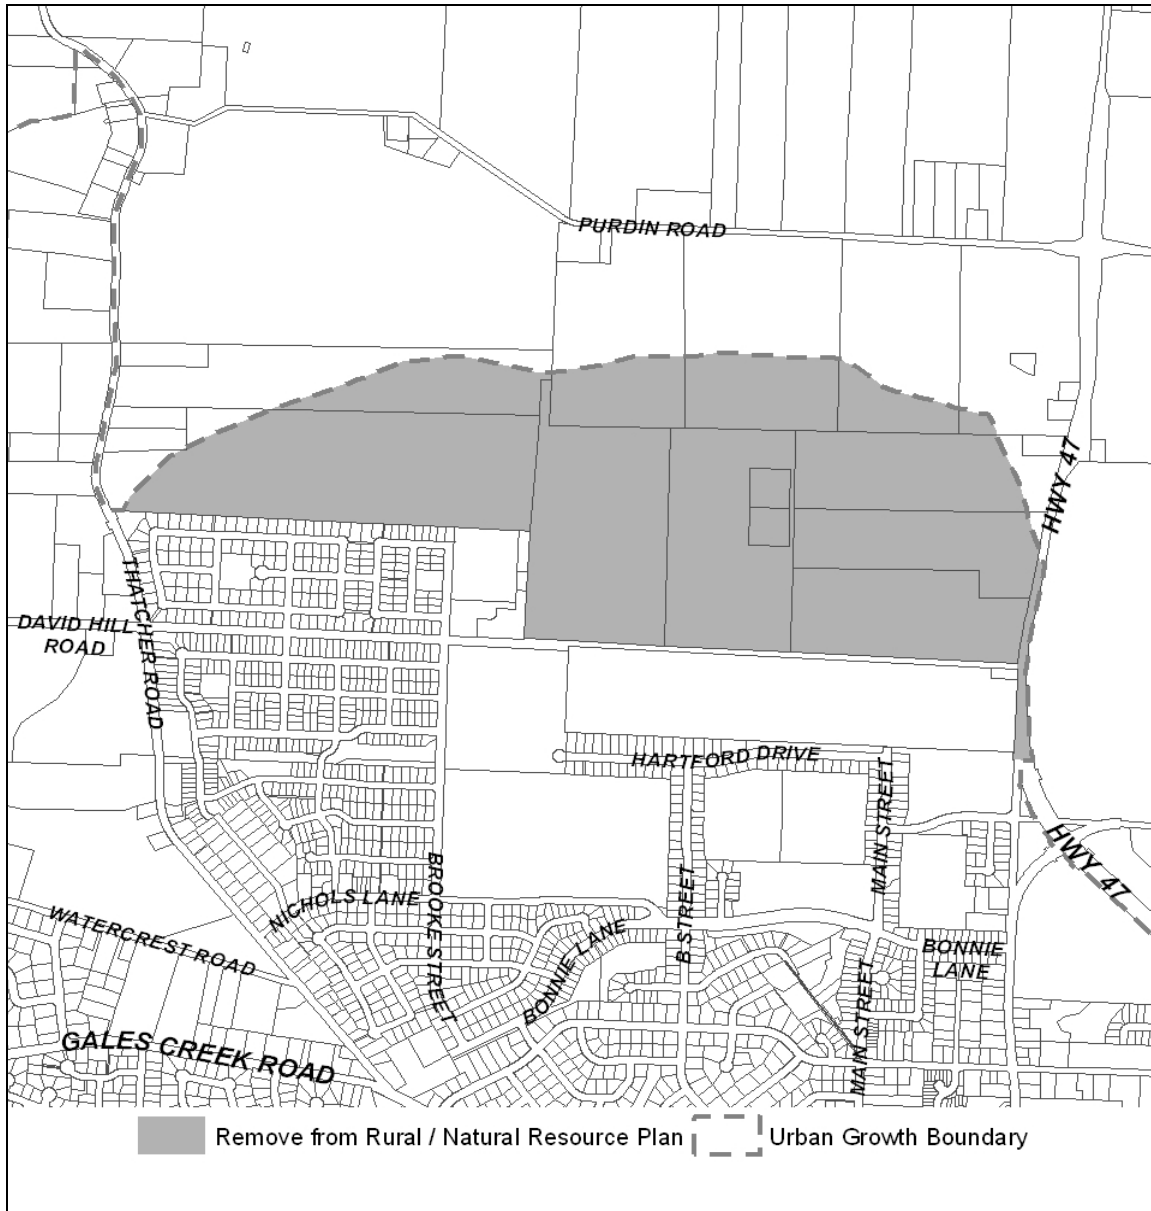 PURDIN ROAD
HWY 47
THATCHER ROAD
DAVID HILL
ROAD
HARTFORD DRIVE
MAIN STREET
HWY 47
BROOKE STREET
NICHOLS LANE
B STREET
BONNIE LANE
WATERCREST ROAD
BONNIE
LANE
MAIN STREET
GALES CREEK ROAD
Remove from Rural / Natural Resource Plan
Urban Growth Boundary